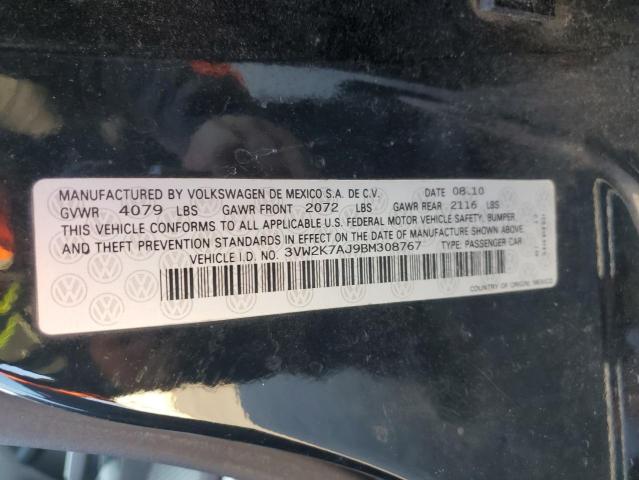 MANUFACTURED BY VOLKSWAGEN DE MEXICO S.A. DE C.V. DATE 08.10
GVWR 4079 LBS GAWR FRONT 2072 LBS GAWR REAR 2116 LBS
THIS VEHICLE CONFORMS TO ALL APPLICABLE U.S. FEDERAL MOTOR VEHICLE SAFETY, BUMPER
AND THEFT PREVENTION STANDARDS IN EFFECT ON THE DATE OF MANUFACTURE SHOWN ABOVE.
VEHICLE I.D. NO. 3VW2K7AJ9BM308767 TYPE: PASSENGER CAR
COUNTRY OF ORIGIN: MEXICO